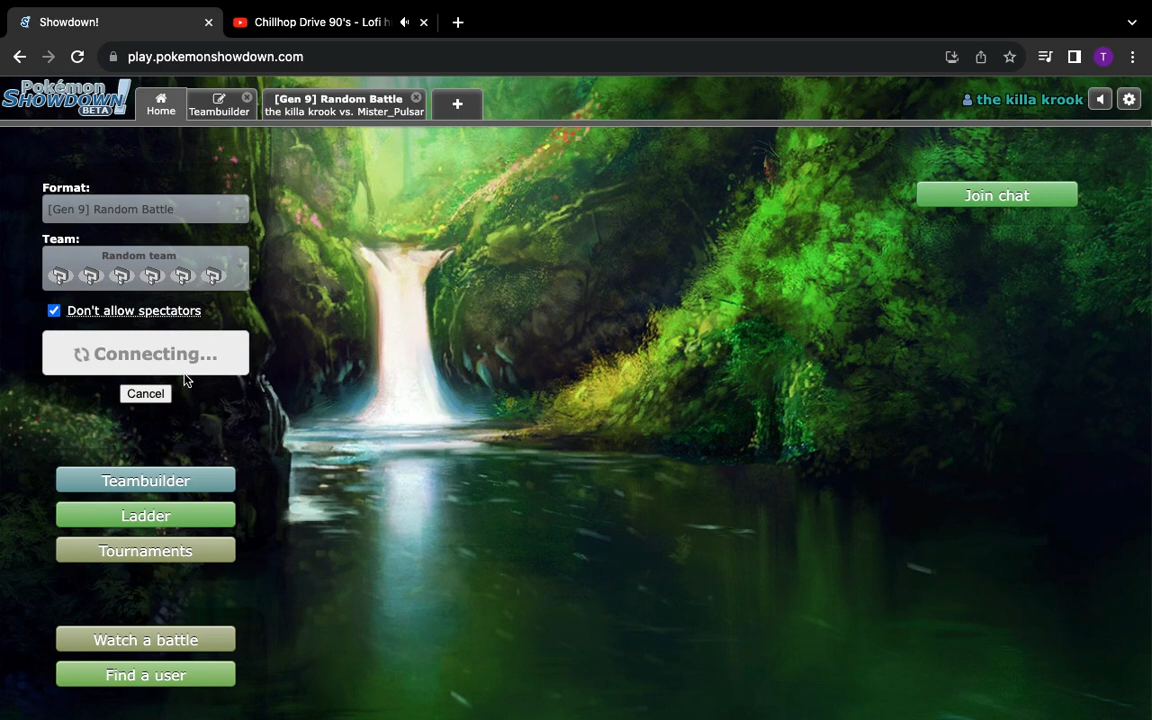 Showdown!
Chillhop Drive 90's - Lofi h
play.pokemonshowdown.com
T
Pokémon
SHOWDOWN!
BETA
Home
Teambuilder
[Gen 9] Random Battle
the killa krook vs. Mister_Pulsar
+
the killa krook
Format:
[Gen 9] Random Battle
Join chat
Team:
Random team
Don't allow spectators
Connecting...
Cancel
Teambuilder
Ladder
Tournaments
Watch a battle
Find a user